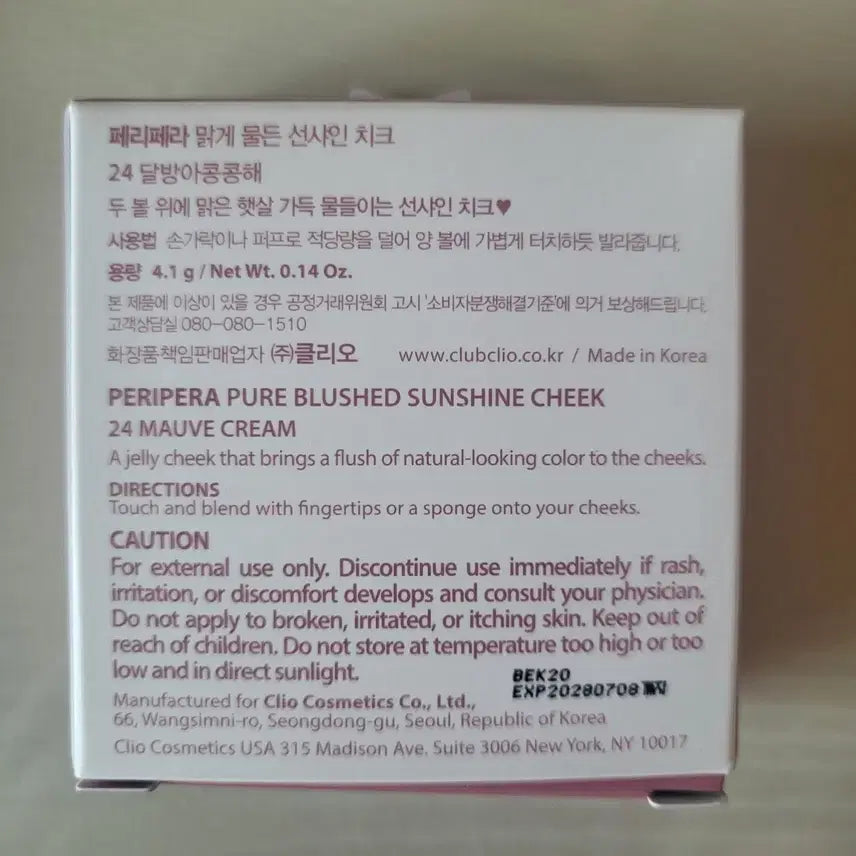 페리페라 맑게 물든 선샤인 치크
24 달방아콩콩해
두 볼 위에 맑은 햇살 가득 물들이는 선샤인 치크♥
사용법 손가락이나 퍼프로 적당량을 덜어 양 볼에 가볍게 터치하듯 발라줍니다.
용량 4.1 g / Net Wt. 0.14 Oz.
본 제품에 이상이 있을 경우 공정거래위원회 고시 '소비자분쟁해결기준'에 의거 보상해드립니다.
고객상담실 080-080-1510
화장품책임판매업자 ㈜클리오 www.clubclio.co.kr / Made in Korea
PERIPERA PURE BLUSHED SUNSHINE CHEEK
24 MAUVE CREAM
A jelly cheek that brings a flush of natural-looking color to the cheeks.
DIRECTIONS
Touch and blend with fingertips or a sponge onto your cheeks.
CAUTION
For external use only. Discontinue use immediately if rash,
irritation, or discomfort develops and consult your physician.
Do not apply to broken, irritated, or itching skin. Keep out of
reach of children. Do not store at temperature too high or too
low and in direct sunlight.
BEK20
EXP20280708
Manufactured for Clio Cosmetics Co., Ltd.,
66, Wangsimni-ro, Seongdong-gu, Seoul, Republic of Korea
Clio Cosmetics USA 315 Madison Ave. Suite 3006 New York, NY 10017